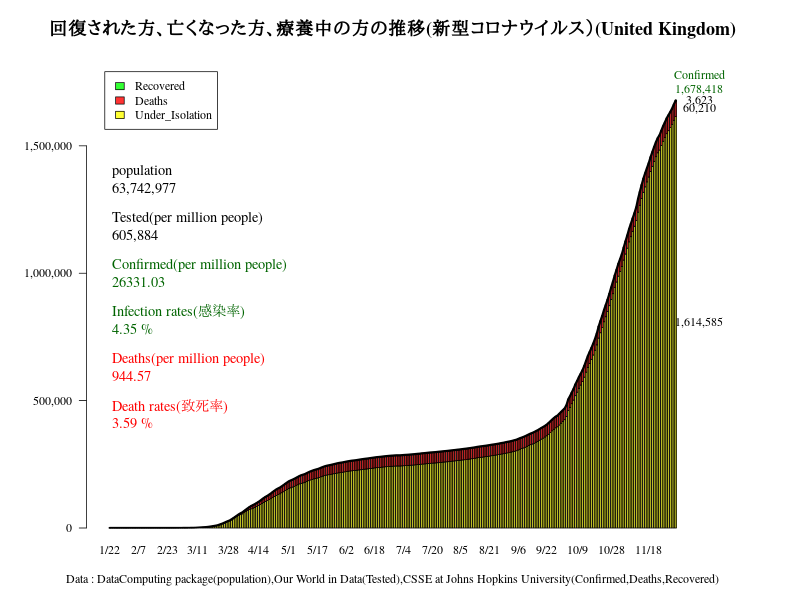 回復された方、亡くなった方、療養中の方の推移(新型コロナウイルス)(United Kingdom)
Confirmed
1,678,418
3,623
60,210
Recovered
Deaths
Under_Isolation
1,500,000
population
63,742,977
Tested(per million people)
605,884
1,000,000
Confirmed(per million people)
26331.03
Infection rates(感染率)
4.35 %
1,614,585
Deaths(per million people)
944.57
500,000
Death rates(致死率)
3.59 %
0
1/22 2/7 2/23 3/11 3/28 4/14 5/1 5/17 6/2 6/18 7/4 7/20 8/5 8/21 9/6 9/22 10/9 10/28 11/18
Data : DataComputing package(population),Our World in Data(Tested),CSSE at Johns Hopkins University(Confirmed,Deaths,Recovered)